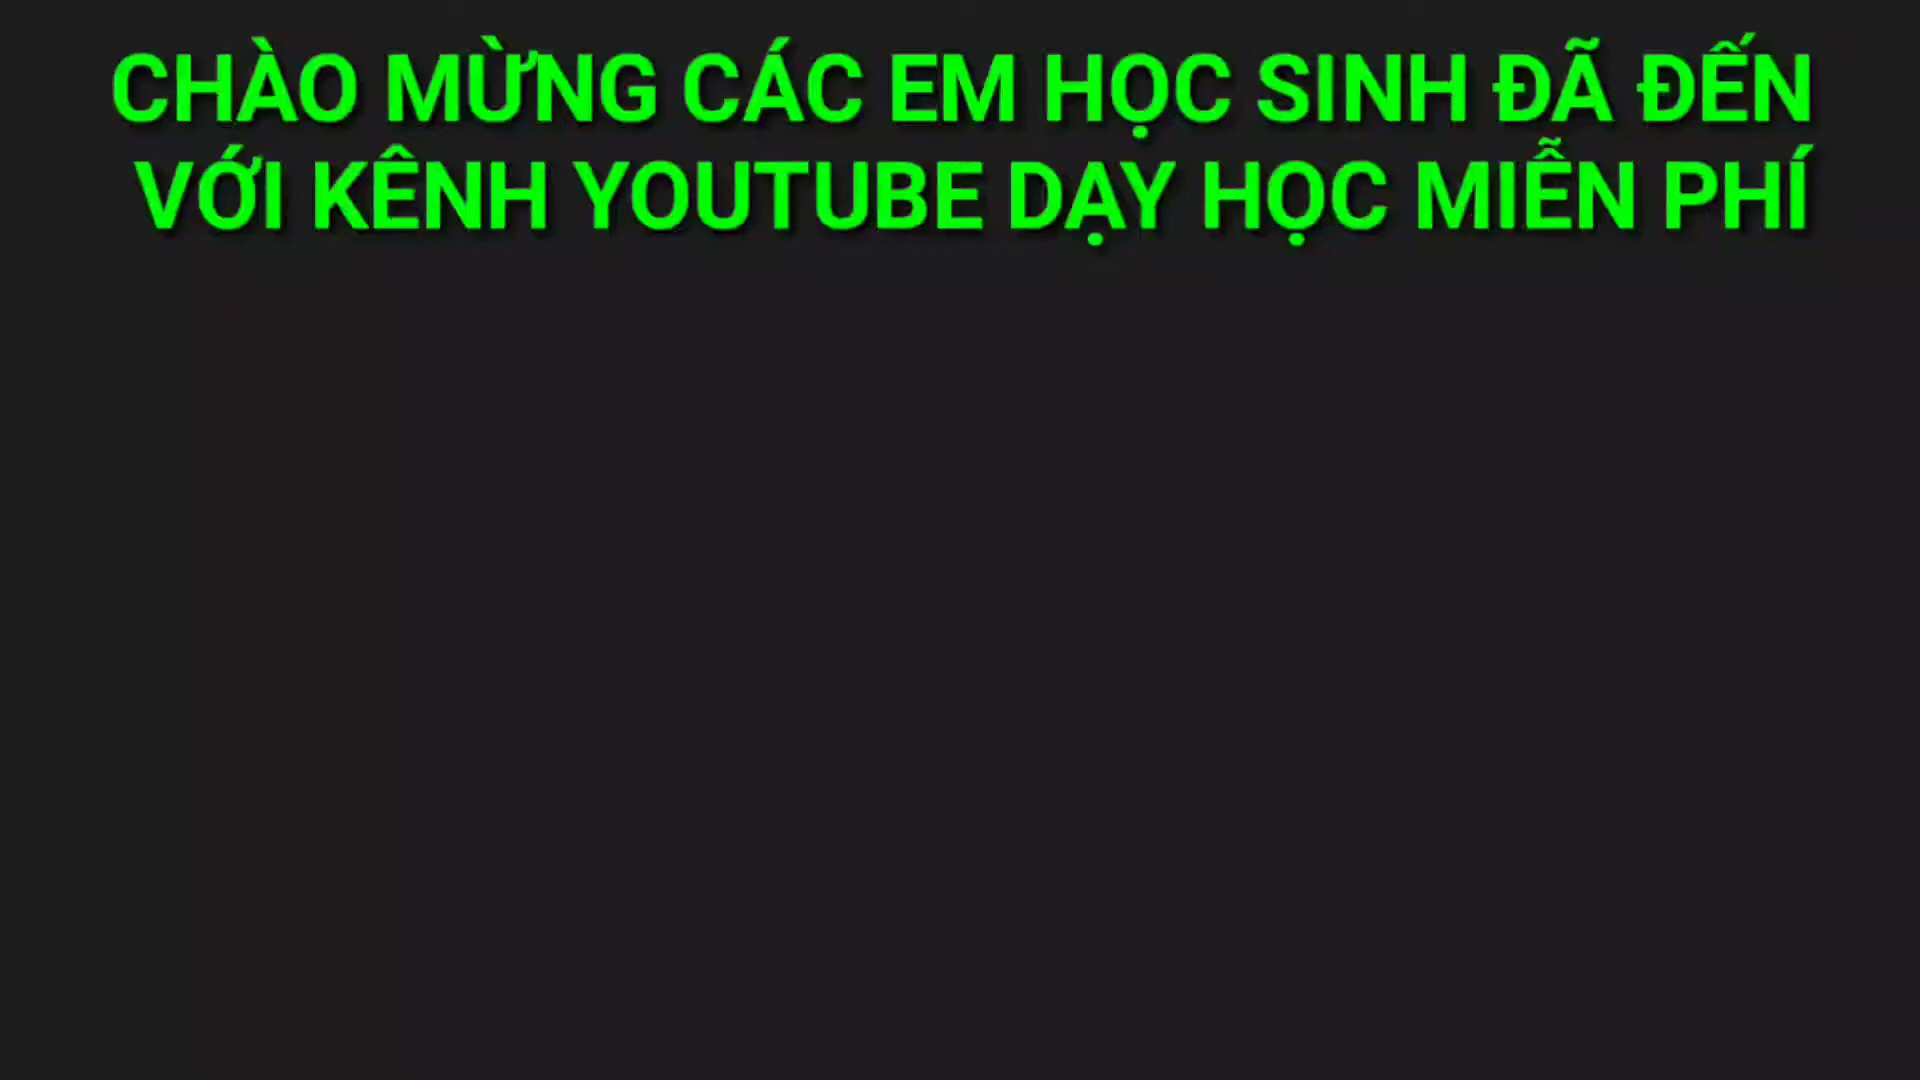 CHÀO MỪNG CÁC EM HỌC SINH ĐÃ ĐẾN
VỚI KÊNH YOUTUBE DẠY HỌC MIỄN PHÍ